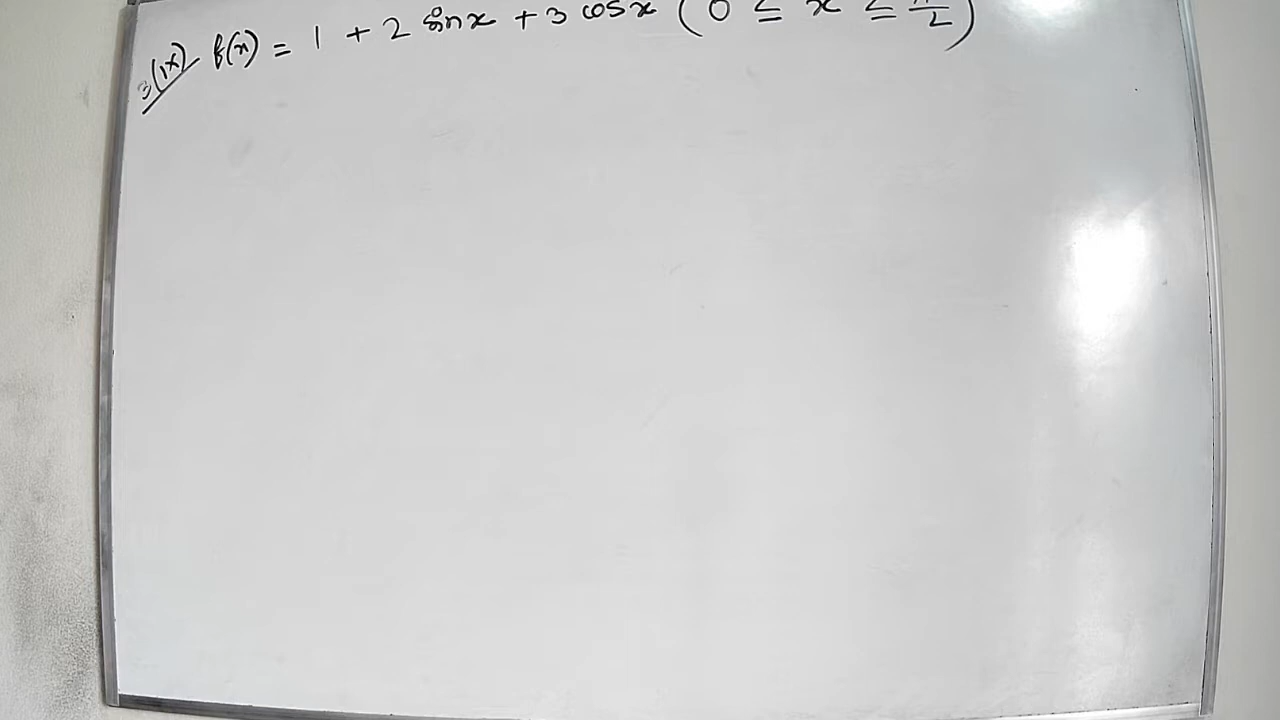 3(ix) f(x) = 1 + 2 sinx + 3 cosx ( 0 ≤ x ≤ π/2 )